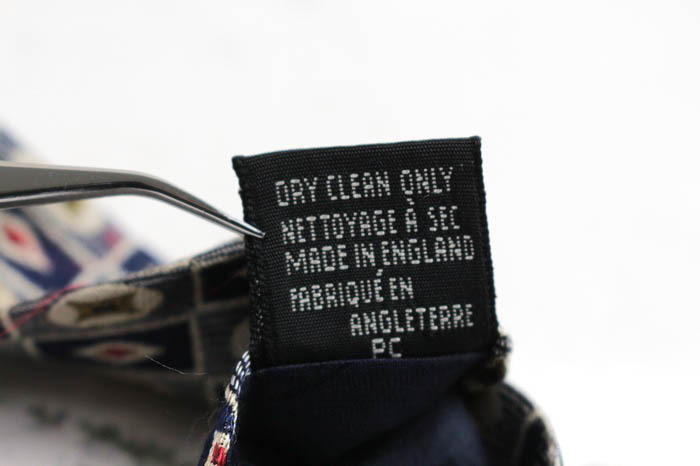 DRY CLEAN ONLY
NETTOYAGE À SEC
MADE IN ENGLAND
FABRIQUÉ EN
ANGLETERRE
PC